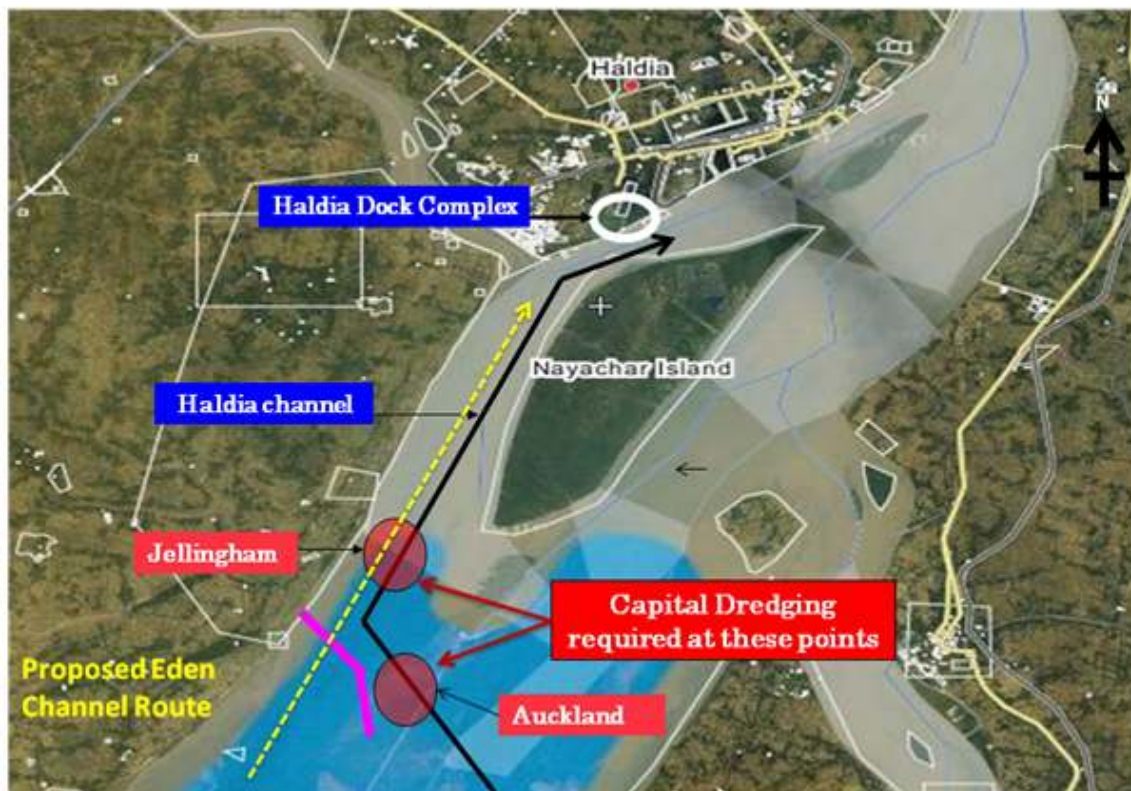 Haldia
N
Haldia Dock Complex
Nayachar Island
Haldia channel
Jellingham
Capital Dredging
required at these points
Proposed Eden
Channel Route
Auckland